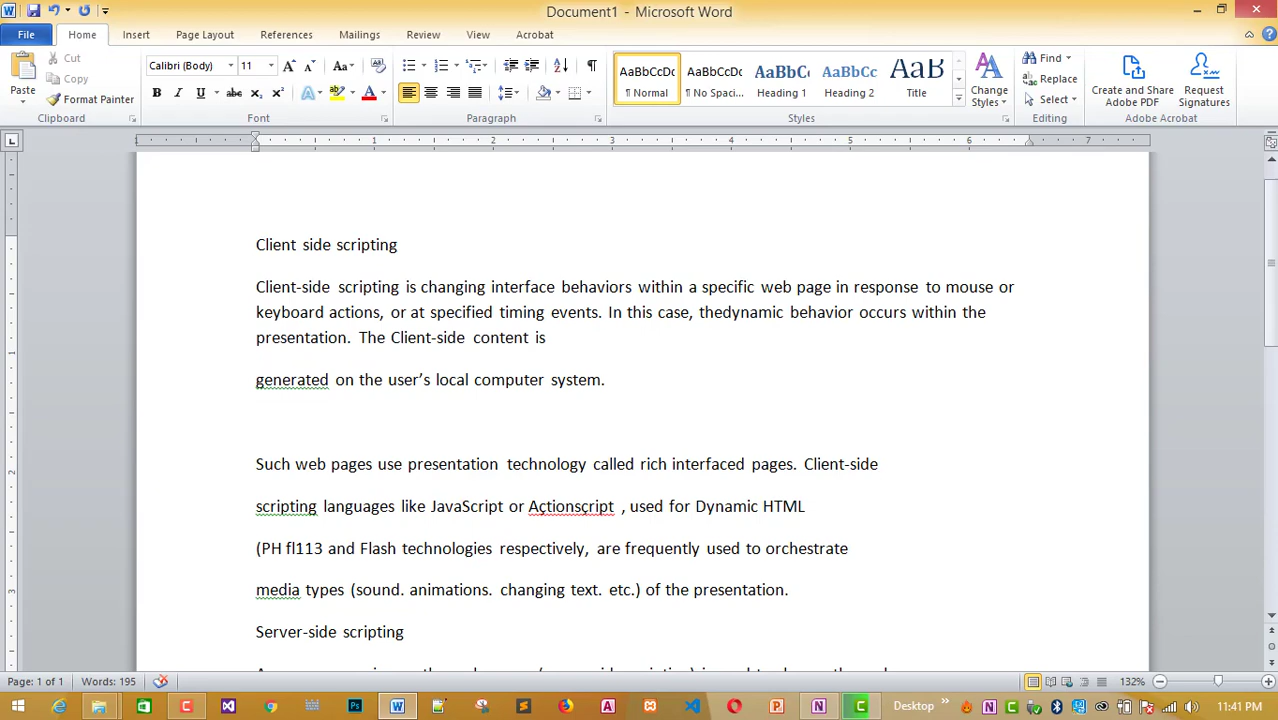 Document1 - Microsoft Word
File Home Insert Page Layout References Mailings Review View Acrobat
Cut
Copy
Format Painter
Paste
Clipboard
Calibri (Body) 11
Font
Paragraph
AaBbCcDc AaBbCcDc AaBbC AaBbCc AaB
¶ Normal ¶ No Spaci... Heading 1 Heading 2 Title
Change Styles
Styles
Find
Replace
Select
Editing
Create and Share Adobe PDF
Request Signatures
Adobe Acrobat
1 2 3 4 5 6 7
Client side scripting
Client-side scripting is changing interface behaviors within a specific web page in response to mouse or
keyboard actions, or at specified timing events. In this case, thedynamic behavior occurs within the
presentation. The Client-side content is
generated on the user’s local computer system.
Such web pages use presentation technology called rich interfaced pages. Client-side
scripting languages like JavaScript or Actionscript , used for Dynamic HTML
(PH fl113 and Flash technologies respectively, are frequently used to orchestrate
media types (sound. animations. changing text. etc.) of the presentation.
Server-side scripting
Page: 1 of 1 Words: 195 132%
Desktop 11:41 PM